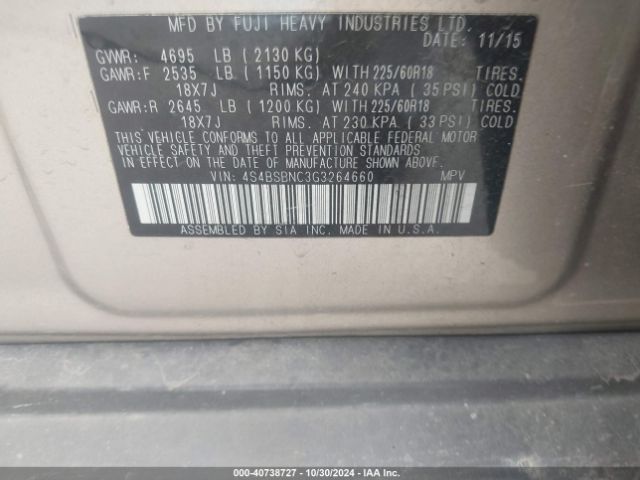 MFD BY FUJI HEAVY INDUSTRIES LTD.
DATE: 11/15
GVWR: 4695 LB (2130 KG)
GAWR:F 2535 LB (1150 KG) WITH 225/60R18 TIRES.
18X7J RIMS. AT 240 KPA (35 PSI) COLD
GAWR:R 2645 LB (1200 KG) WITH 225/60R18 TIRES.
18X7J RIMS. AT 230 KPA (33 PSI) COLD
THIS VEHICLE CONFORMS TO ALL APPLICABLE FEDERAL MOTOR
VEHICLE SAFETY AND THEFT PREVENTION STANDARDS
IN EFFECT ON THE DATE OF MANUFACTURE SHOWN ABOVE.
VIN: 4S4BSBNC3G3264660 MPV
ASSEMBLED BY SIA INC. MADE IN U.S.A.
000-40738727 - 10/30/2024 - IAA